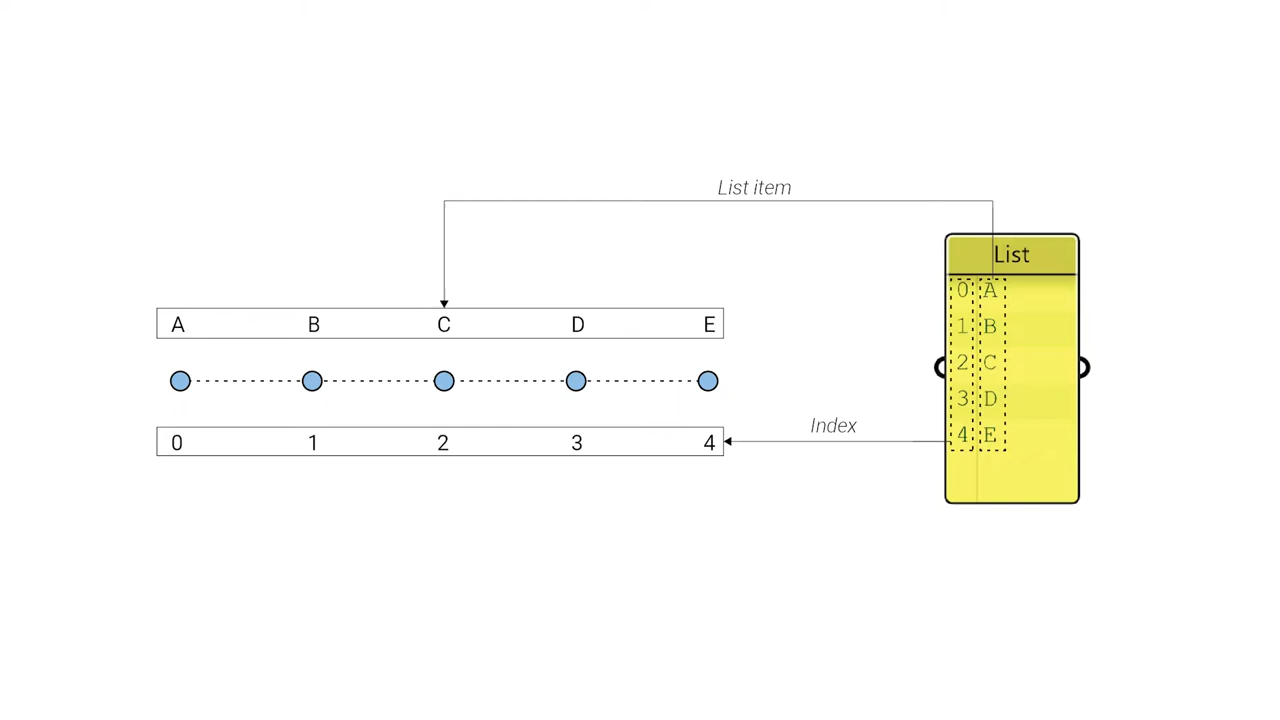 List item
List
0 A
1 B
2 C
3 D
4 E
A B C D E
Index
0 1 2 3 4